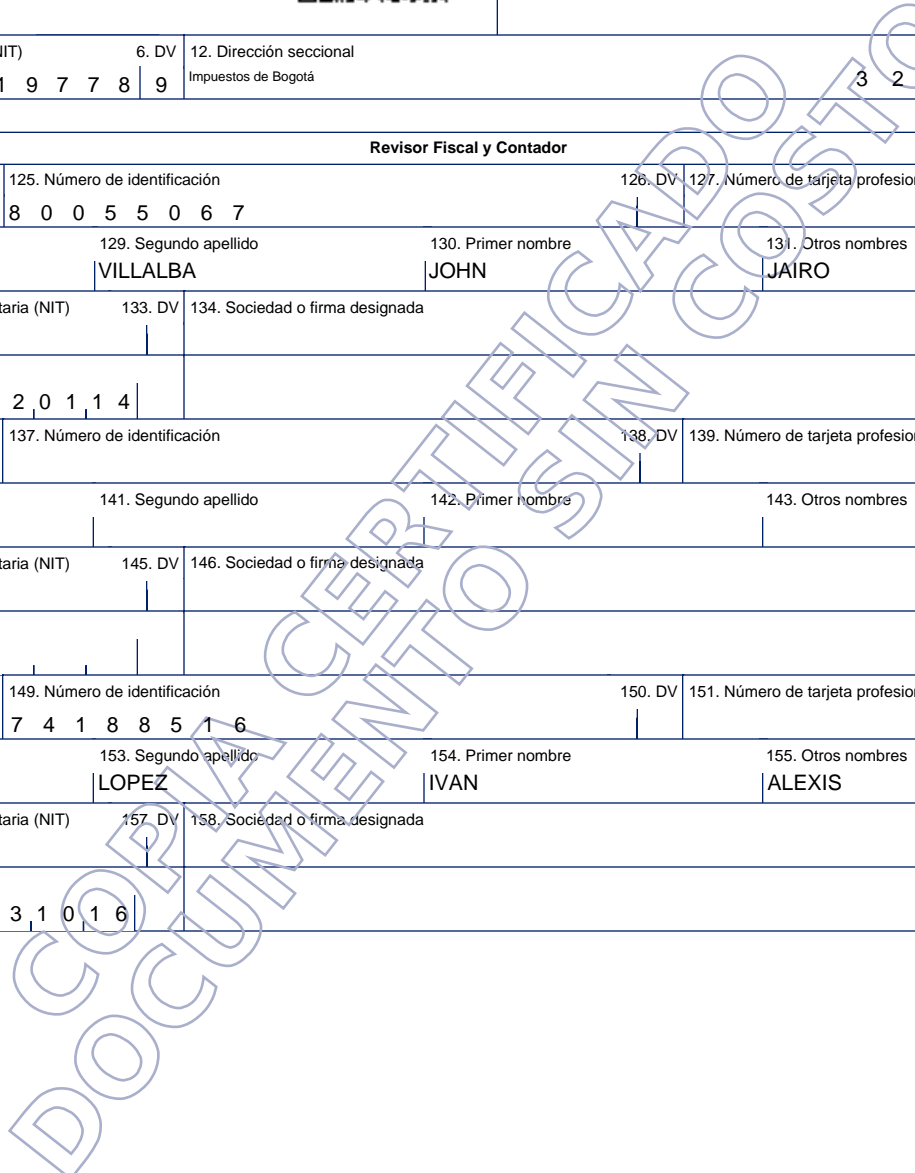 IIT) 6. DV 12. Dirección seccional
1 9 7 7 8 9 Impuestos de Bogotá 3 2
Revisor Fiscal y Contador
125. Número de identificación 126. DV 127. Número de tarjeta profesion
8 0 0 5 5 0 6 7
129. Segundo apellido 130. Primer nombre 131. Otros nombres
VILLALBA JOHN JAIRO
taria (NIT) 133. DV 134. Sociedad o firma designada
2 0 1 1 4
137. Número de identificación 138. DV 139. Número de tarjeta profesion
141. Segundo apellido 142. Primer nombre 143. Otros nombres
taria (NIT) 145. DV 146. Sociedad o firma designada
149. Número de identificación 150. DV 151. Número de tarjeta profesion
7 4 1 8 8 5 1 6
153. Segundo apellido 154. Primer nombre 155. Otros nombres
LOPEZ IVAN ALEXIS
taria (NIT) 157. DV 158. Sociedad o firma designada
3 1 0 1 6
COPIA CERTIFICADO
DOCUMENTO SIN COSTO